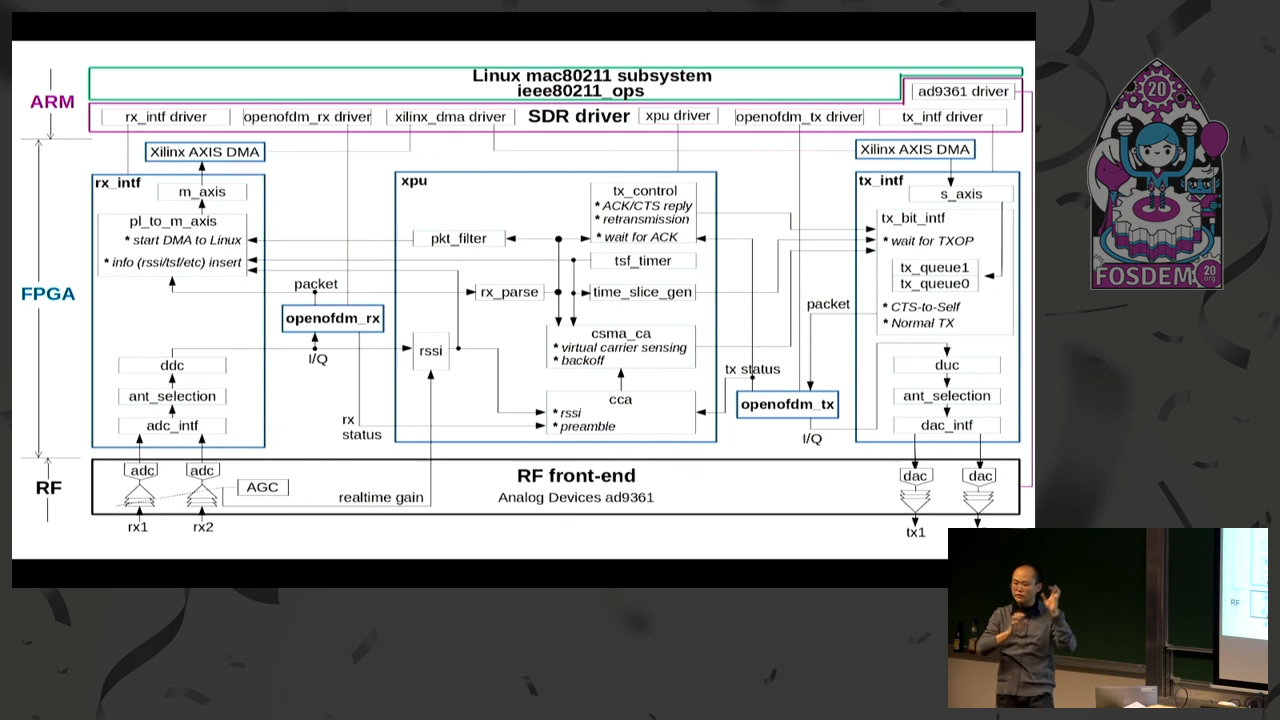 Linux mac80211 subsystem
ieee80211_ops
ARM
ad9361 driver
rx_intf driver
openofdm_rx driver
xilinx_dma driver
SDR driver
xpu driver
openofdm_tx driver
tx_intf driver
FPGA
Xilinx AXIS DMA
rx_intf
m_axis
pl_to_m_axis
* start DMA to Linux
* info (rssi/tsf/etc) insert
packet
openofdm_rx
I/Q
ddc
ant_selection
adc_intf
rx
status
xpu
tx_control
* ACK/CTS reply
* retransmission
* wait for ACK
pkt_filter
tsf_timer
rx_parse
time_slice_gen
rssi
csma_ca
* virtual carrier sensing
* backoff
cca
* rssi
* preamble
tx status
packet
openofdm_tx
I/Q
Xilinx AXIS DMA
tx_intf
s_axis
tx_bit_intf
* wait for TXOP
tx_queue1
tx_queue0
* CTS-to-Self
* Normal TX
duc
ant_selection
dac_intf
RF
adc
adc
AGC
realtime gain
RF front-end
Analog Devices ad9361
dac
dac
rx1
rx2
tx1
20
FOSDEM
20
.org
RF